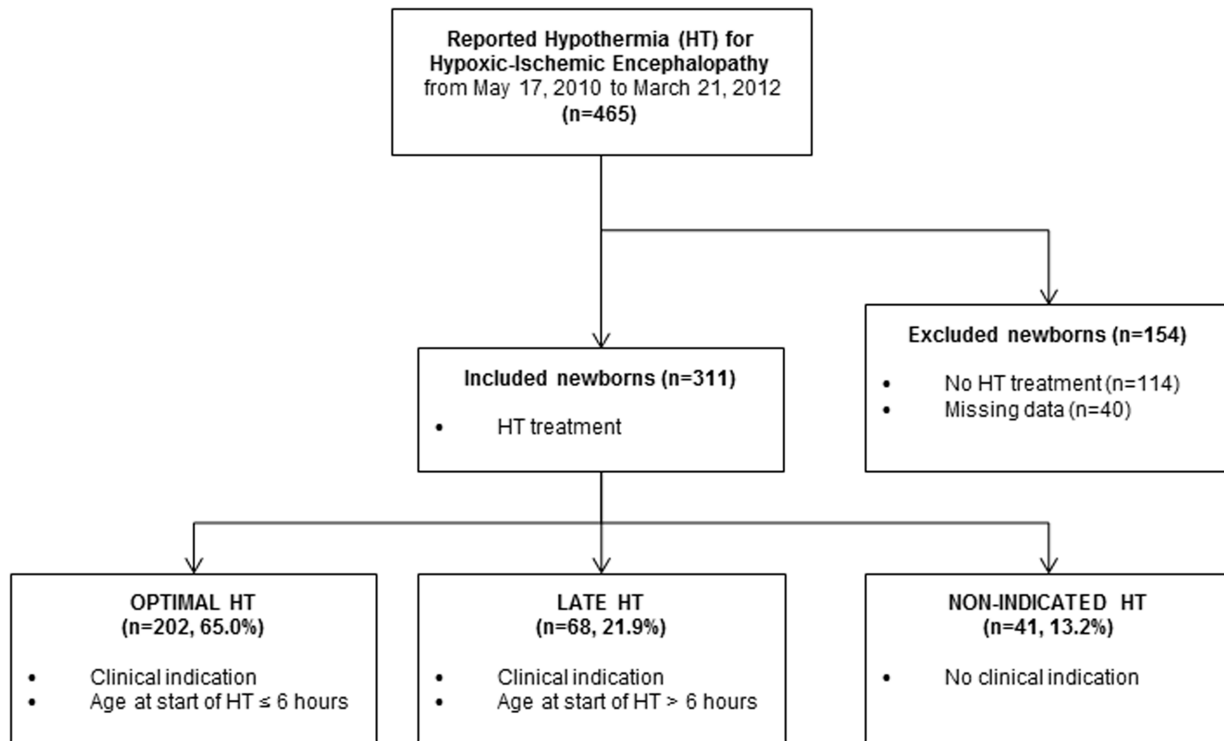 Reported Hypothermia (HT) for
Hypoxic-Ischemic Encephalopathy
from May 17, 2010 to March 21, 2012
(n=465)
Excluded newborns (n=154)
• No HT treatment (n=114)
• Missing data (n=40)
Included newborns (n=311)
• HT treatment
OPTIMAL HT
(n=202, 65.0%)
• Clinical indication
• Age at start of HT ≤ 6 hours
LATE HT
(n=68, 21.9%)
• Clinical indication
• Age at start of HT > 6 hours
NON-INDICATED HT
(n=41, 13.2%)
• No clinical indication